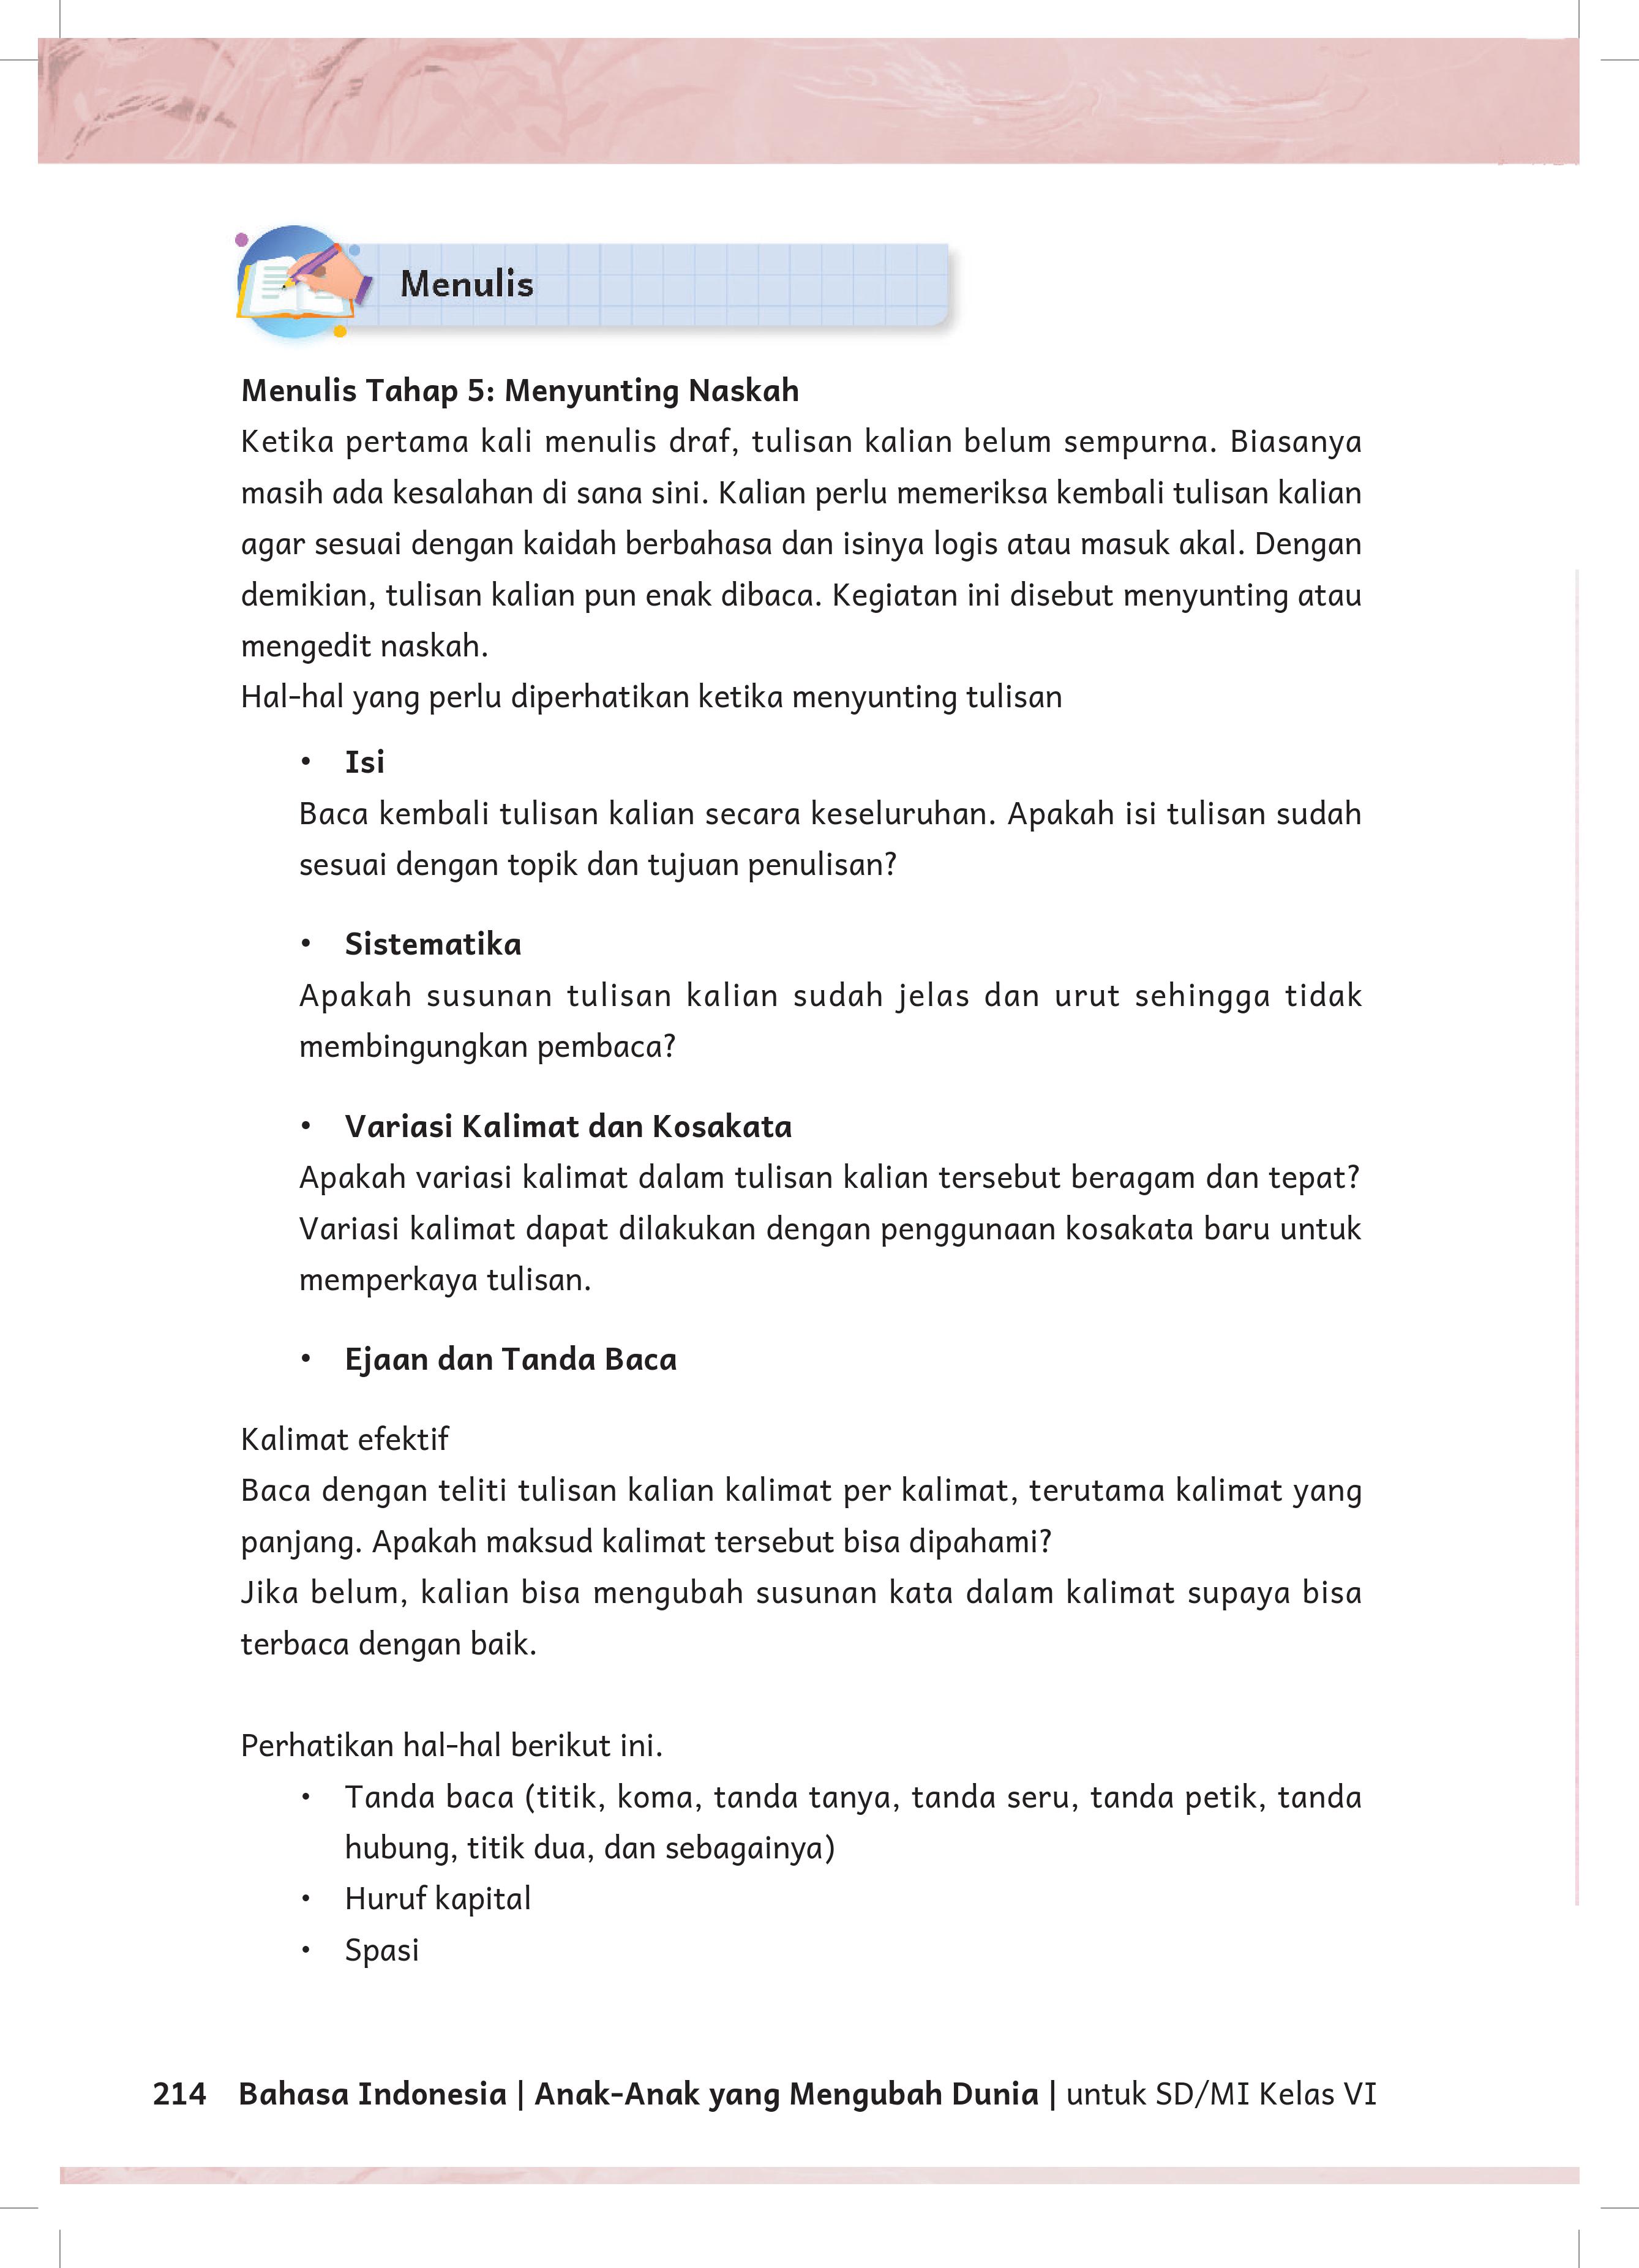 Menulis
Menulis Tahap 5: Menyunting Naskah
Ketika pertama kali menulis draf, tulisan kalian belum sempurna. Biasanya
masih ada kesalahan di sana sini. Kalian perlu memeriksa kembali tulisan kalian
agar sesuai dengan kaidah berbahasa dan isinya logis atau masuk akal. Dengan
demikian, tulisan kalian pun enak dibaca. Kegiatan ini disebut menyunting atau
mengedit naskah.
Hal-hal yang perlu diperhatikan ketika menyunting tulisan
• Isi
Baca kembali tulisan kalian secara keseluruhan. Apakah isi tulisan sudah
sesuai dengan topik dan tujuan penulisan?
• Sistematika
Apakah susunan tulisan kalian sudah jelas dan urut sehingga tidak
membingungkan pembaca?
• Variasi Kalimat dan Kosakata
Apakah variasi kalimat dalam tulisan kalian tersebut beragam dan tepat?
Variasi kalimat dapat dilakukan dengan penggunaan kosakata baru untuk
memperkaya tulisan.
• Ejaan dan Tanda Baca
Kalimat efektif
Baca dengan teliti tulisan kalian kalimat per kalimat, terutama kalimat yang
panjang. Apakah maksud kalimat tersebut bisa dipahami?
Jika belum, kalian bisa mengubah susunan kata dalam kalimat supaya bisa
terbaca dengan baik.
Perhatikan hal-hal berikut ini.
• Tanda baca (titik, koma, tanda tanya, tanda seru, tanda petik, tanda
hubung, titik dua, dan sebagainya)
• Huruf kapital
• Spasi
214 Bahasa Indonesia | Anak-Anak yang Mengubah Dunia | untuk SD/MI Kelas VI